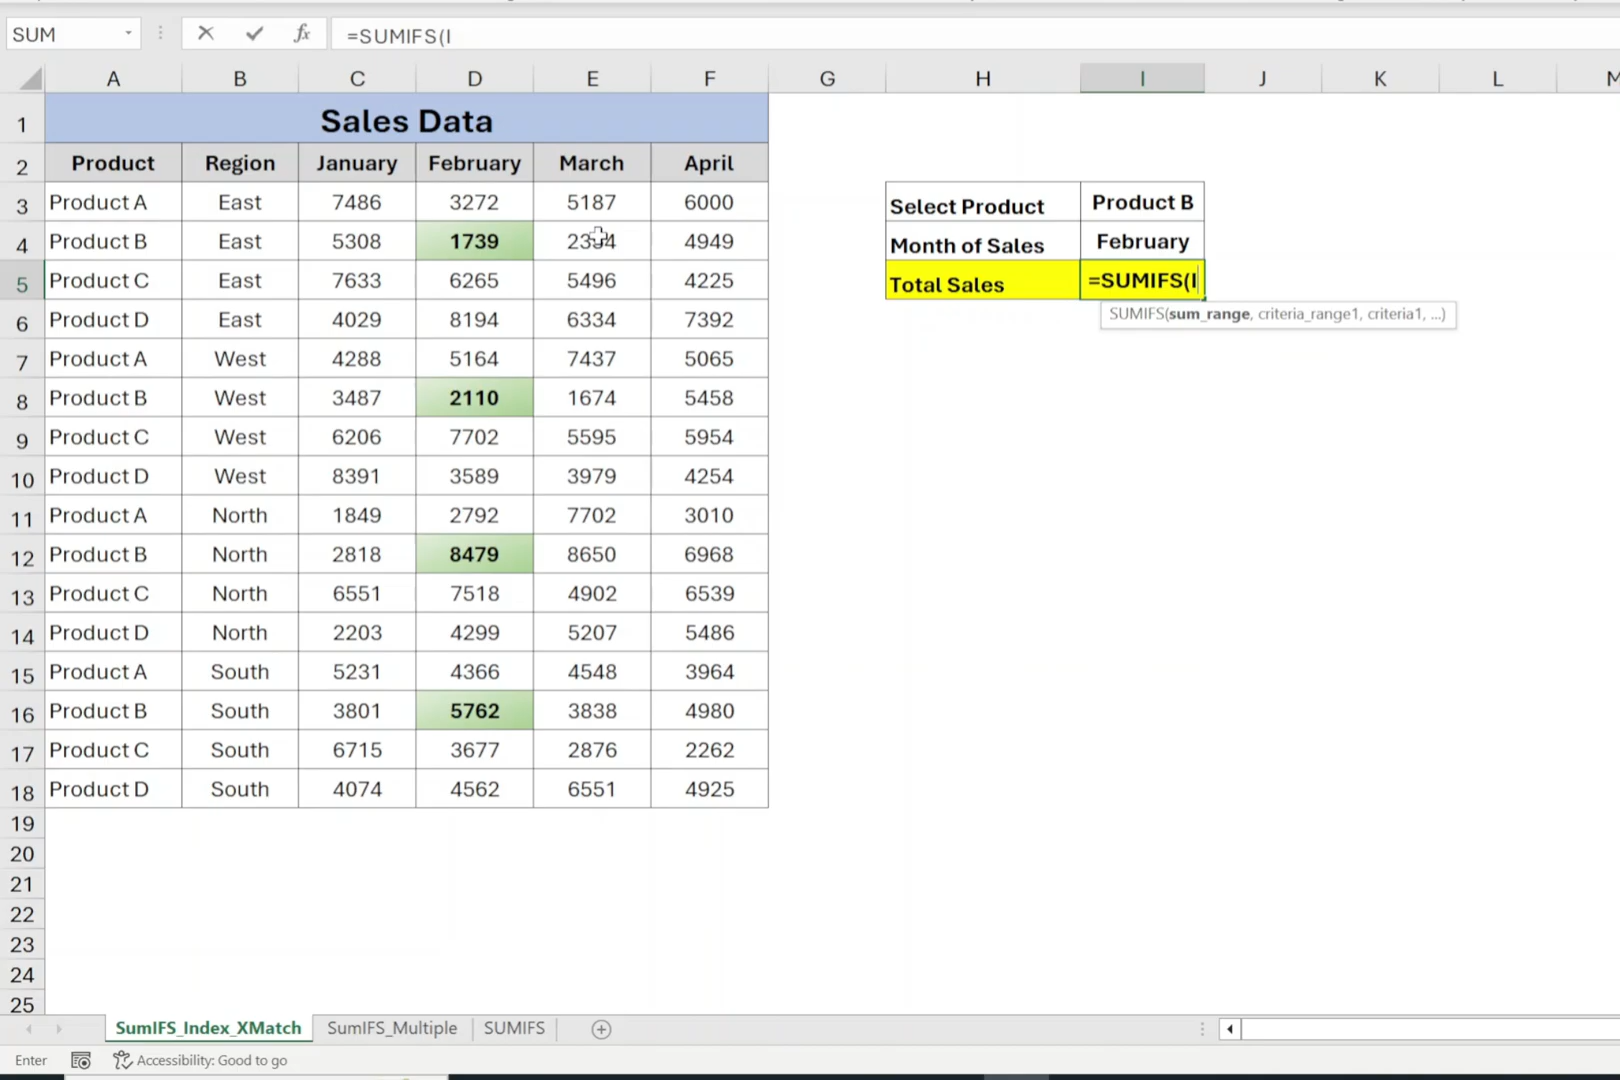 SUM =SUMIFS(I
A B C D E F G H I J K L M
1 Sales Data
2 Product Region January February March April
3 Product A East 7486 3272 5187 6000 Select Product Product B
4 Product B East 5308 1739 4949 Month of Sales February
5 Product C East 7633 6265 5496 4225 Total Sales =SUMIFS(I
SUMIFS(sum_range, criteria_range1, criteria1, ...)
6 Product D East 4029 8194 6334 7392
7 Product A West 4288 5164 7437 5065
8 Product B West 3487 2110 1674 5458
9 Product C West 6206 7702 5595 5954
10 Product D West 8391 3589 3979 4254
11 Product A North 1849 2792 7702 3010
12 Product B North 2818 8479 8650 6968
13 Product C North 6551 7518 4902 6539
14 Product D North 2203 4299 5207 5486
15 Product A South 5231 4366 4548 3964
16 Product B South 3801 5762 3838 4980
17 Product C South 6715 3677 2876 2262
18 Product D South 4074 4562 6551 4925
19
20
21
22
23
24
25
SumIFS_Index_XMatch SumIFS_Multiple SUMIFS
Enter Accessibility: Good to go